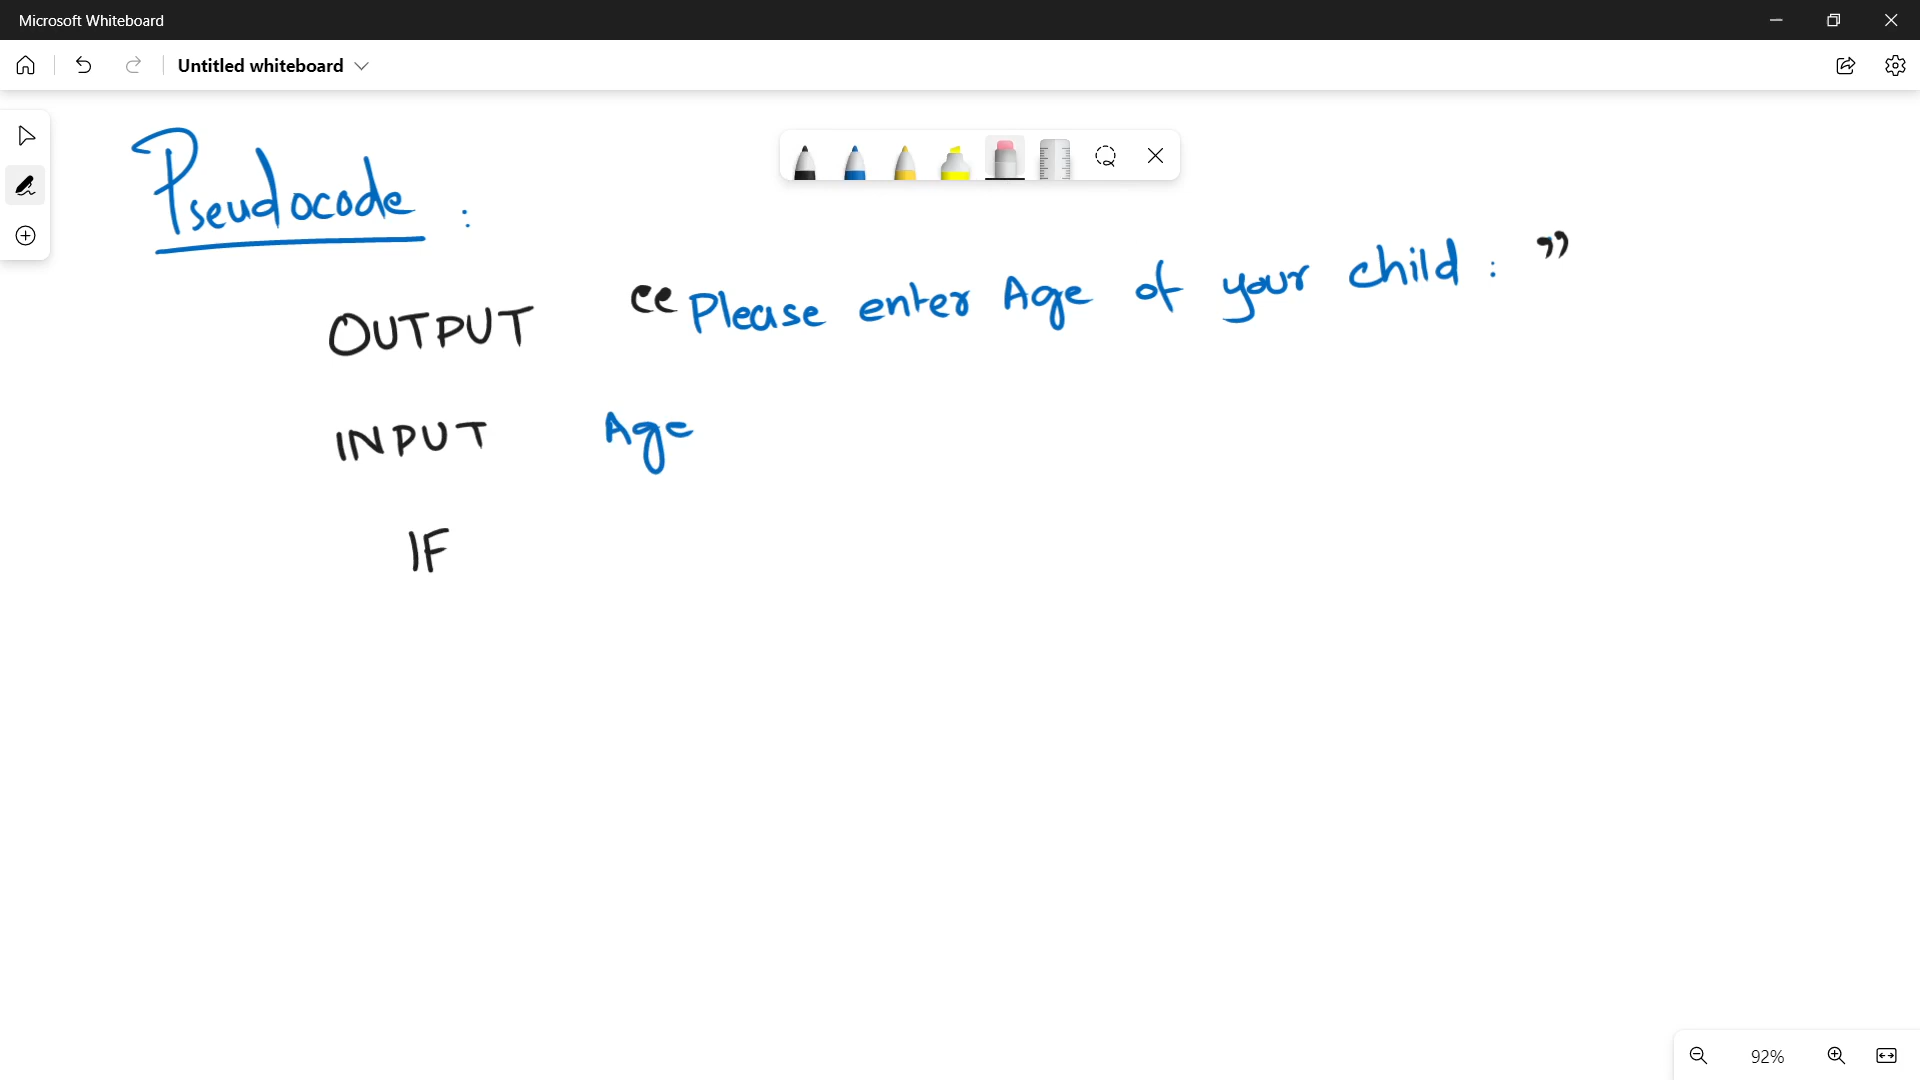 Microsoft Whiteboard
Untitled whiteboard
Pseudocode :
OUTPUT “Please enter Age of your child : ”
INPUT Age
IF
92%